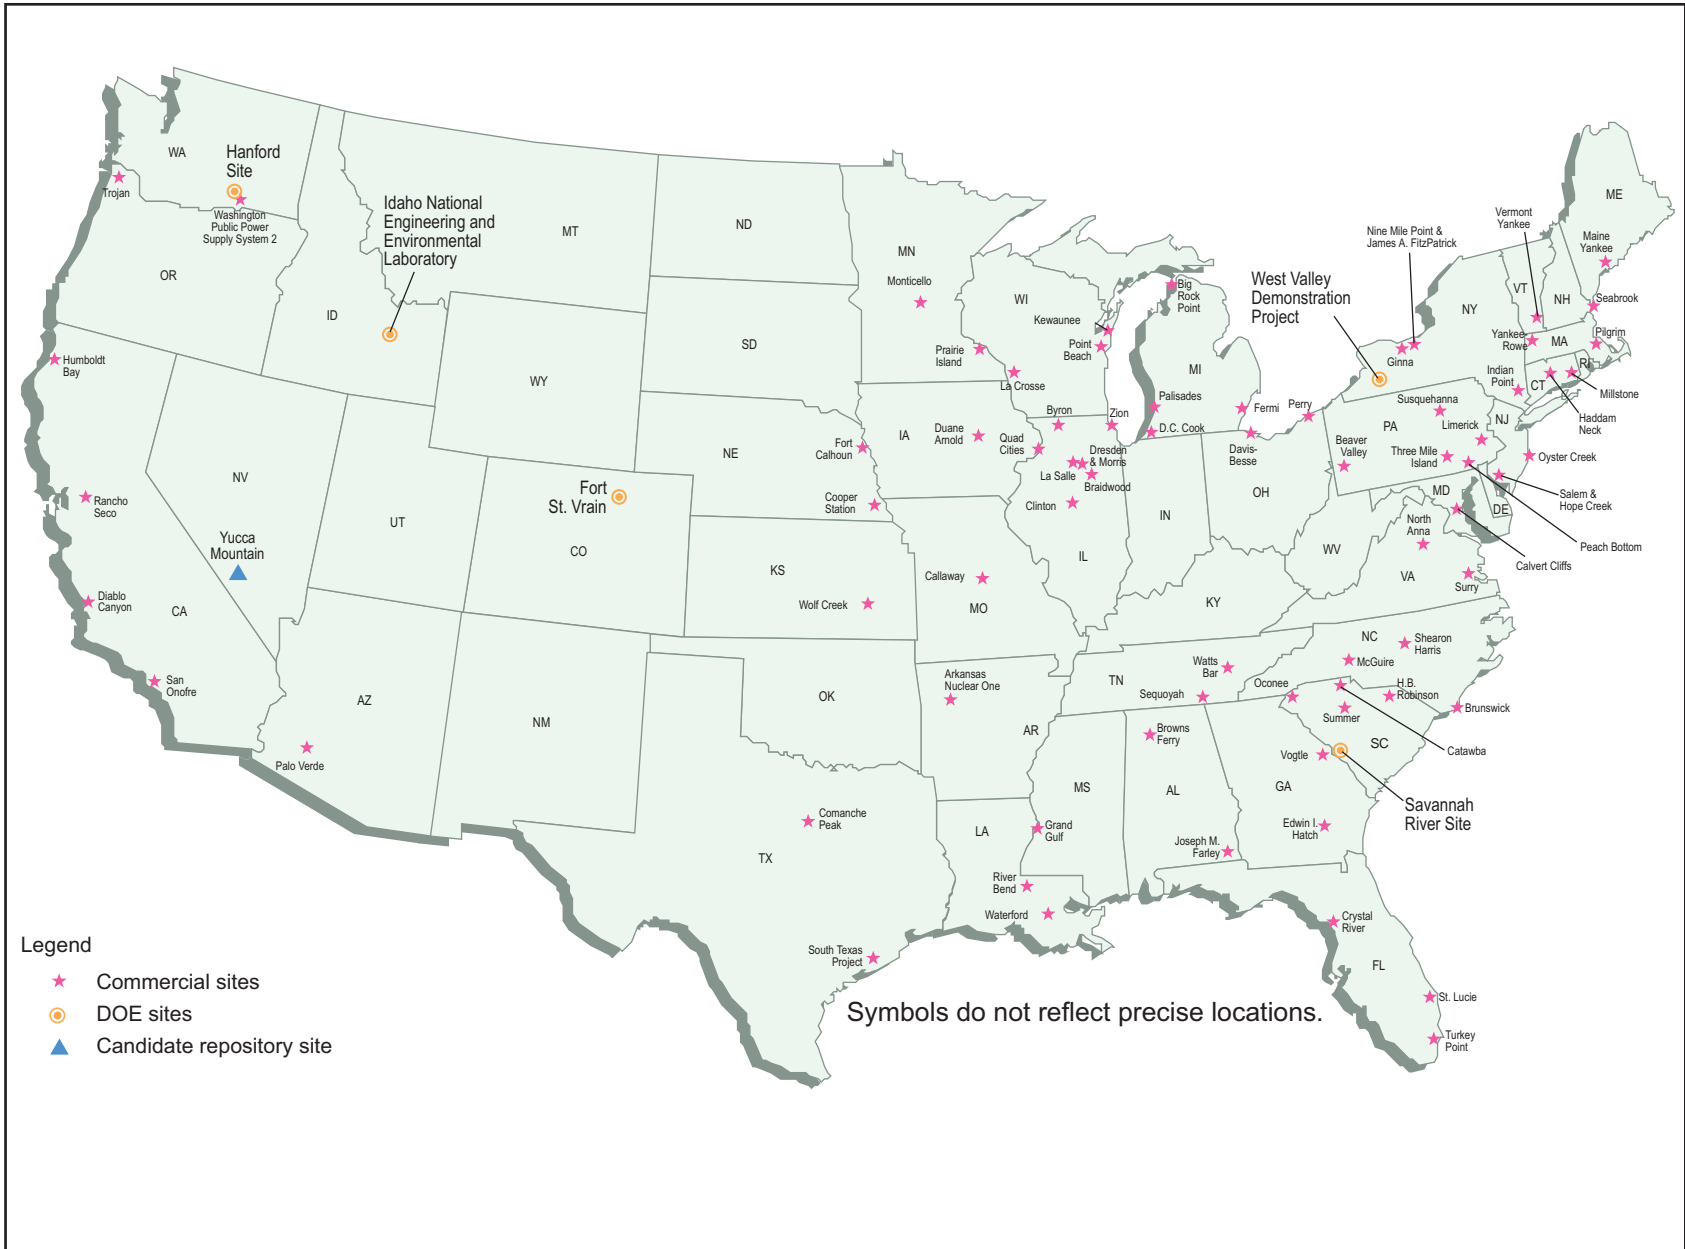 WA
Hanford
Site
Trojan
Washington
Public Power
Supply System 2
Idaho National
Engineering and
Environmental
Laboratory
MT
ND
OR
ID
SD
WY
NE
Humboldt
Bay
NV
Rancho
Seco
Yucca
Mountain
UT
Fort
St. Vrain
CO
Diablo
Canyon
CA
San
Onofre
AZ
Palo Verde
NM
KS
Wolf Creek
OK
TX
Comanche
Peak
South Texas
Project
MN
Monticello
Prairie
Island
WI
Kewaunee
Point
Beach
La Crosse
Big
Rock
Point
MI
Palisades
D.C. Cook
Fermi
Perry
Davis-
Besse
IA
Duane
Arnold
Fort
Calhoun
Cooper
Station
Byron
Zion
Quad
Cities
Dresden
& Morris
La Salle
Braidwood
Clinton
IL
IN
OH
Callaway
MO
KY
WV
Arkansas
Nuclear One
AR
TN
Watts
Bar
Sequoyah
Browns
Ferry
MS
AL
GA
LA
Grand
Gulf
River
Bend
Waterford
Joseph M.
Farley
Edwin I.
Hatch
Vogtle
Oconee
Summer
SC
H.B.
Robinson
NC
McGuire
Shearon
Harris
Brunswick
Catawba
Savannah
River Site
Crystal
River
FL
St. Lucie
Turkey
Point
ME
Maine
Yankee
Vermont
Yankee
Nine Mile Point &
James A. FitzPatrick
West Valley
Demonstration
Project
NY
VT
NH
Seabrook
Ginna
Yankee-
Rowe
MA
Pilgrim
RI
CT
Indian
Point
Millstone
Haddam
Neck
Susquehanna
PA
Limerick
NJ
Beaver
Valley
Three Mile
Island
Oyster Creek
Salem &
Hope Creek
MD
DE
Peach Bottom
Calvert Cliffs
North
Anna
VA
Surry
Legend
Commercial sites
DOE sites
Candidate repository site
Symbols do not reflect precise locations.